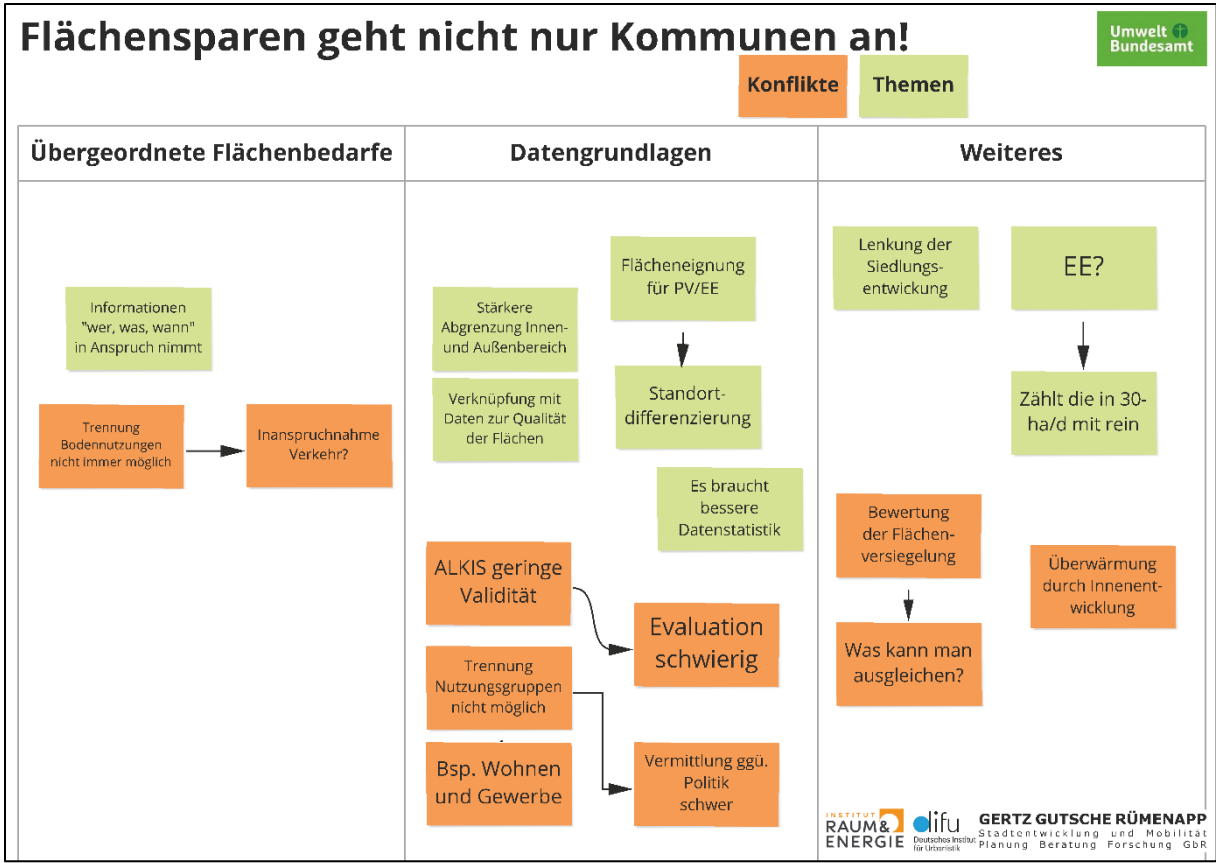 Flächensparen geht nicht nur Kommunen an!
Umwelt
Bundesamt
Konflikte
Themen
Übergeordnete Flächenbedarfe
Datengrundlagen
Weiteres
Informationen
"wer, was, wann"
in Anspruch nimmt
Trennung
Bodennutzungen
nicht immer möglich
Inanspruchnahme
Verkehr?
Flächeneignung
für PV/EE
Stärkere
Abgrenzung Innen-
und Außenbereich
Verknüpfung mit
Daten zur Qualität
der Flächen
Standort-
differenzierung
Es braucht
bessere
Datenstatistik
ALKIS geringe
Validität
Evaluation
schwierig
Trennung
Nutzungsgruppen
nicht möglich
Bsp. Wohnen
und Gewerbe
Vermittlung ggü.
Politik
schwer
Lenkung der
Siedlungs-
entwickung
EE?
Zählt die in 30-
ha/d mit rein
Bewertung
der Flächen-
versiegelung
Überwärmung
durch Innenent-
wicklung
Was kann man
ausgleichen?
INSTITUT
RAUM&
ENERGIE
difu
Deutsches Institut
für Urbanistik
GERTZ GUTSCHE RÜMENAPP
Stadtentwicklung und Mobilität
Planung Beratung Forschung GbR